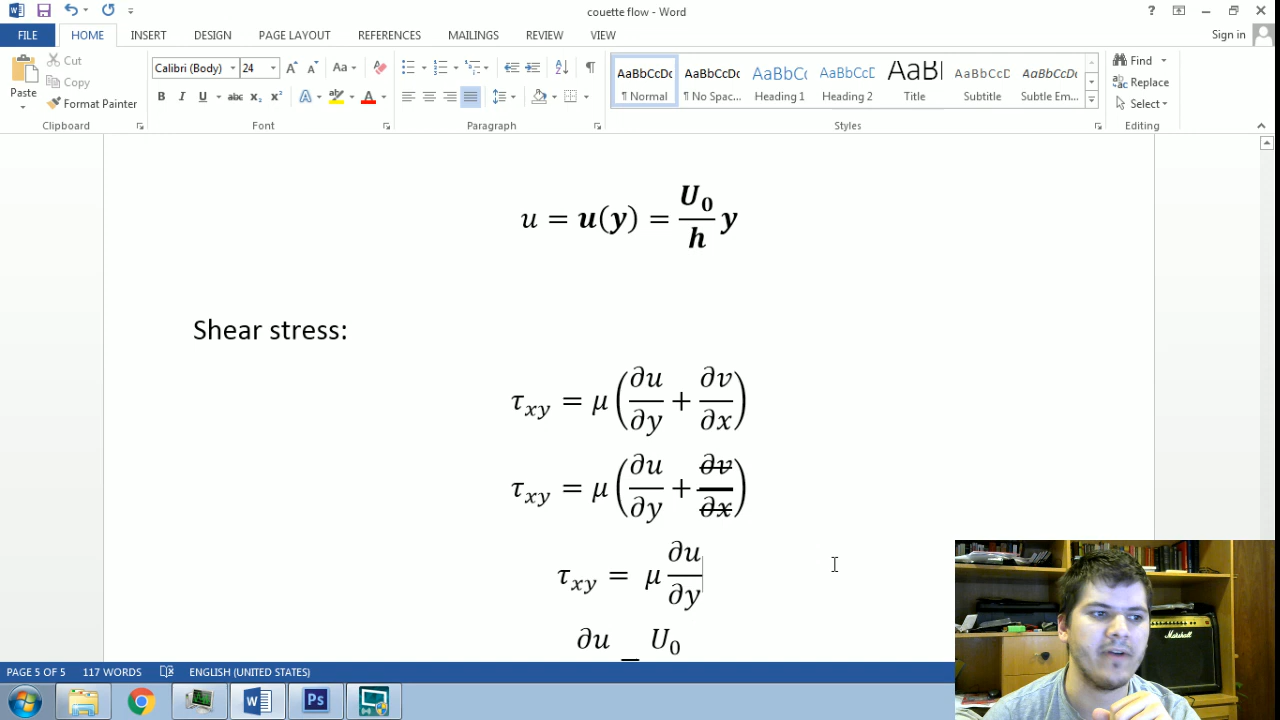 couette flow - Word
?
FILE HOME INSERT DESIGN PAGE LAYOUT REFERENCES MAILINGS REVIEW VIEW Sign in
Cut
Copy
Paste
Format Painter
Calibri (Body) 24
AaBbCcDc AaBbCcDc AaBbCc AaBbCcD AaBl AaBbCcD AaBbCcDc
¶ Normal ¶ No Spac... Heading 1 Heading 2 Title Subtitle Subtle Em...
Find
Replace
Select
Clipboard Font Paragraph Styles Editing
u = u(y) = U₀/h y
Shear stress:
τxy = μ(∂u/∂y + ∂v/∂x)
τxy = μ(∂u/∂y + ∂v/∂x)
τxy = μ ∂u/∂y
∂u = U₀
Marshall
PAGE 5 OF 5 117 WORDS ENGLISH (UNITED STATES)
Ps